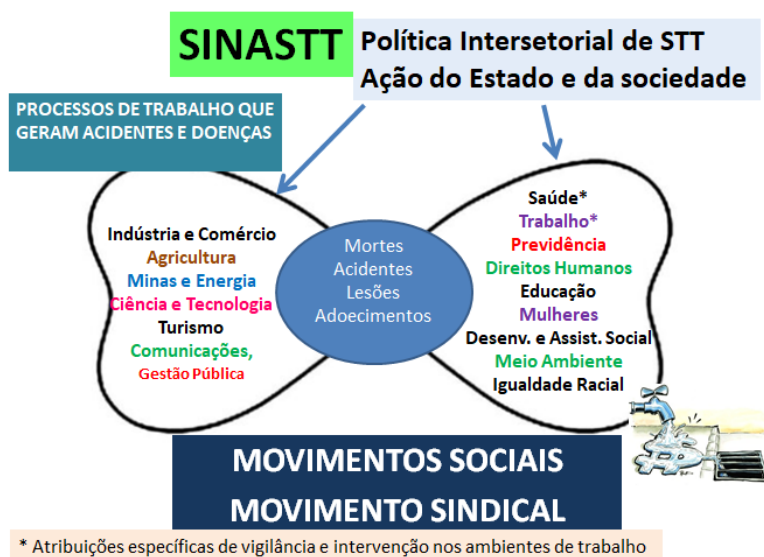 SINASTT
Política Intersetorial de STT
Ação do Estado e da sociedade
PROCESSOS DE TRABALHO QUE
GERAM ACIDENTES E DOENÇAS
Indústria e Comércio
Agricultura
Minas e Energia
Ciência e Tecnologia
Turismo
Comunicações,
Gestão Pública
Mortes
Acidentes
Lesões
Adoecimentos
Saúde*
Trabalho*
Previdência
Direitos Humanos
Educação
Mulheres
Desenv. e Assist. Social
Meio Ambiente
Igualdade Racial
MOVIMENTOS SOCIAIS
MOVIMENTO SINDICAL
* Atribuições específicas de vigilância e intervenção nos ambientes de trabalho